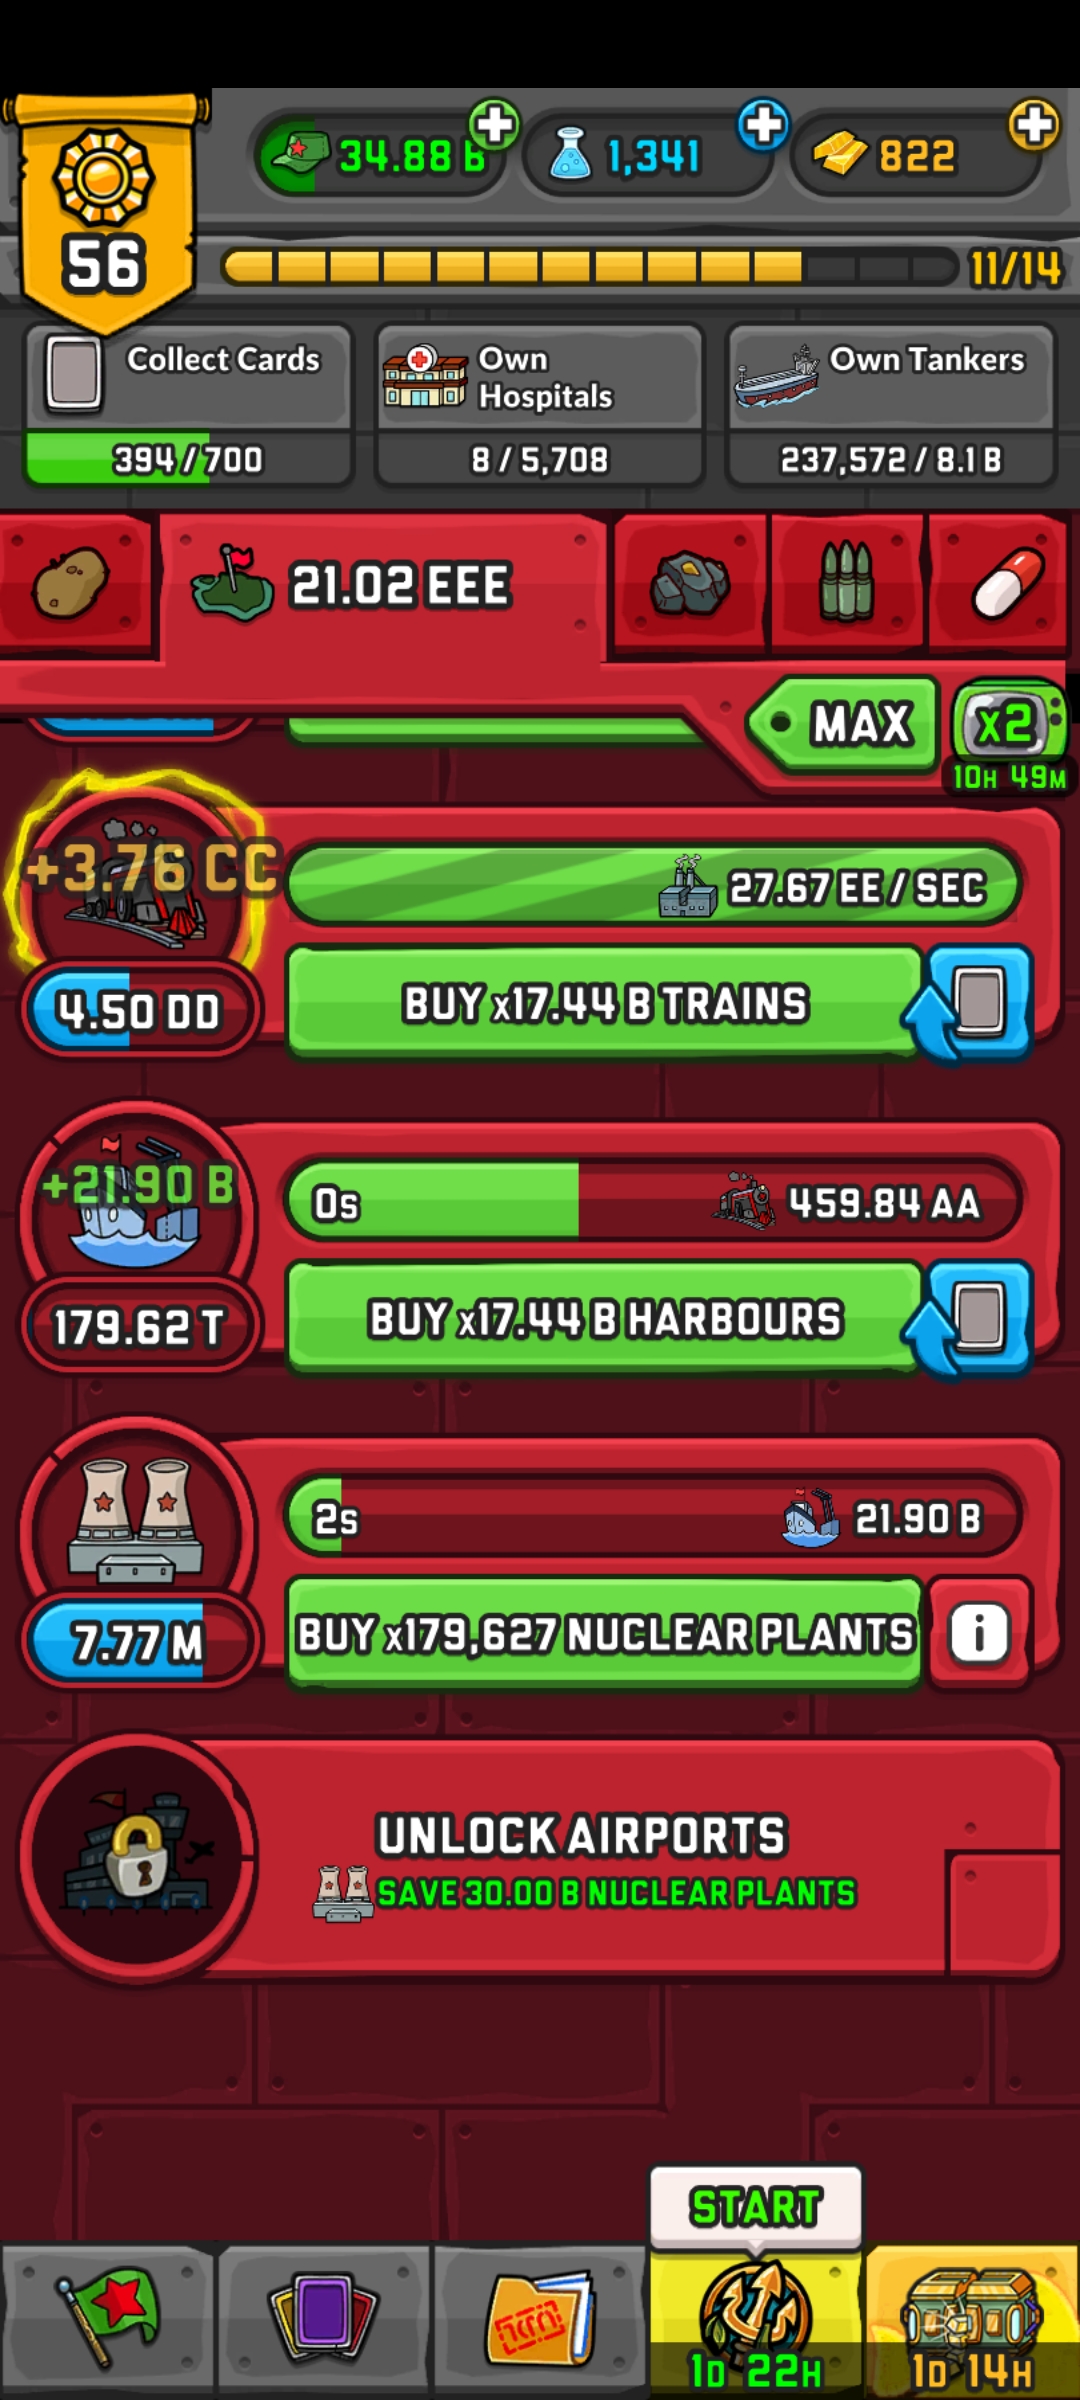 56
34.88 B
1,341
822
11/14
Collect Cards
394/700
Own
Hospitals
8/5,708
Own Tankers
237,572/8.1 B
21.02 EEE
MAX
x2
10H 49M
+3.76 CC
27.67 EE / SEC
4.50 DD
BUY x17.44 B TRAINS
+21.90 B
0s
459.84 AA
179.62 T
BUY x17.44 B HARBOURS
2s
21.90 B
7.77 M
BUY x179,627 NUCLEAR PLANTS
i
UNLOCK AIRPORTS
SAVE 30.00 B NUCLEAR PLANTS
START
1D 22H
1D 14H